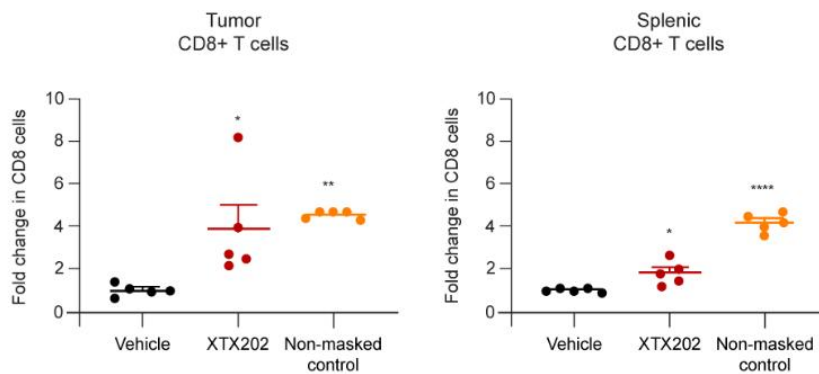 Tumor
CD8+ T cells
Fold change in CD8 cells
10
8
6
4
2
0
*
**
Vehicle
XTX202
Non-masked
control
Splenic
CD8+ T cells
Fold change in CD8 cells
10
8
6
4
2
0
*
****
Vehicle
XTX202
Non-masked
control